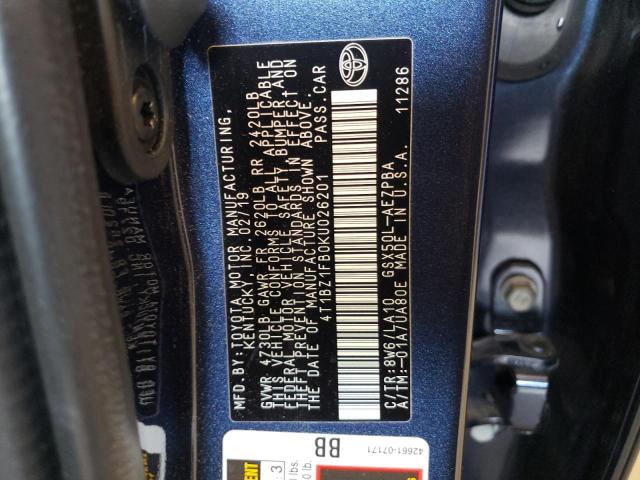 MFD. BY: TOYOTA MOTOR MANUFACTURING,
KENTUCKY, INC. 02/19
GVWR 4730LB GAWR FR 2620LB RR 2420LB
THIS VEHICLE CONFORMS TO ALL APPLICABLE
FEDERAL MOTOR VEHICLE SAFETY, BUMPER AND
THEFT PREVENTION STANDARDS IN EFFECT ON
THE DATE OF MANUFACTURE SHOWN ABOVE.
4T1BZ1FB0KU026201 PASS. CAR
C/TR: 8W6/LA10 GSX50L-AEZPBA
A/TM: -01A/UA80E MADE IN U.S.A. 11286
BB
42661-07171